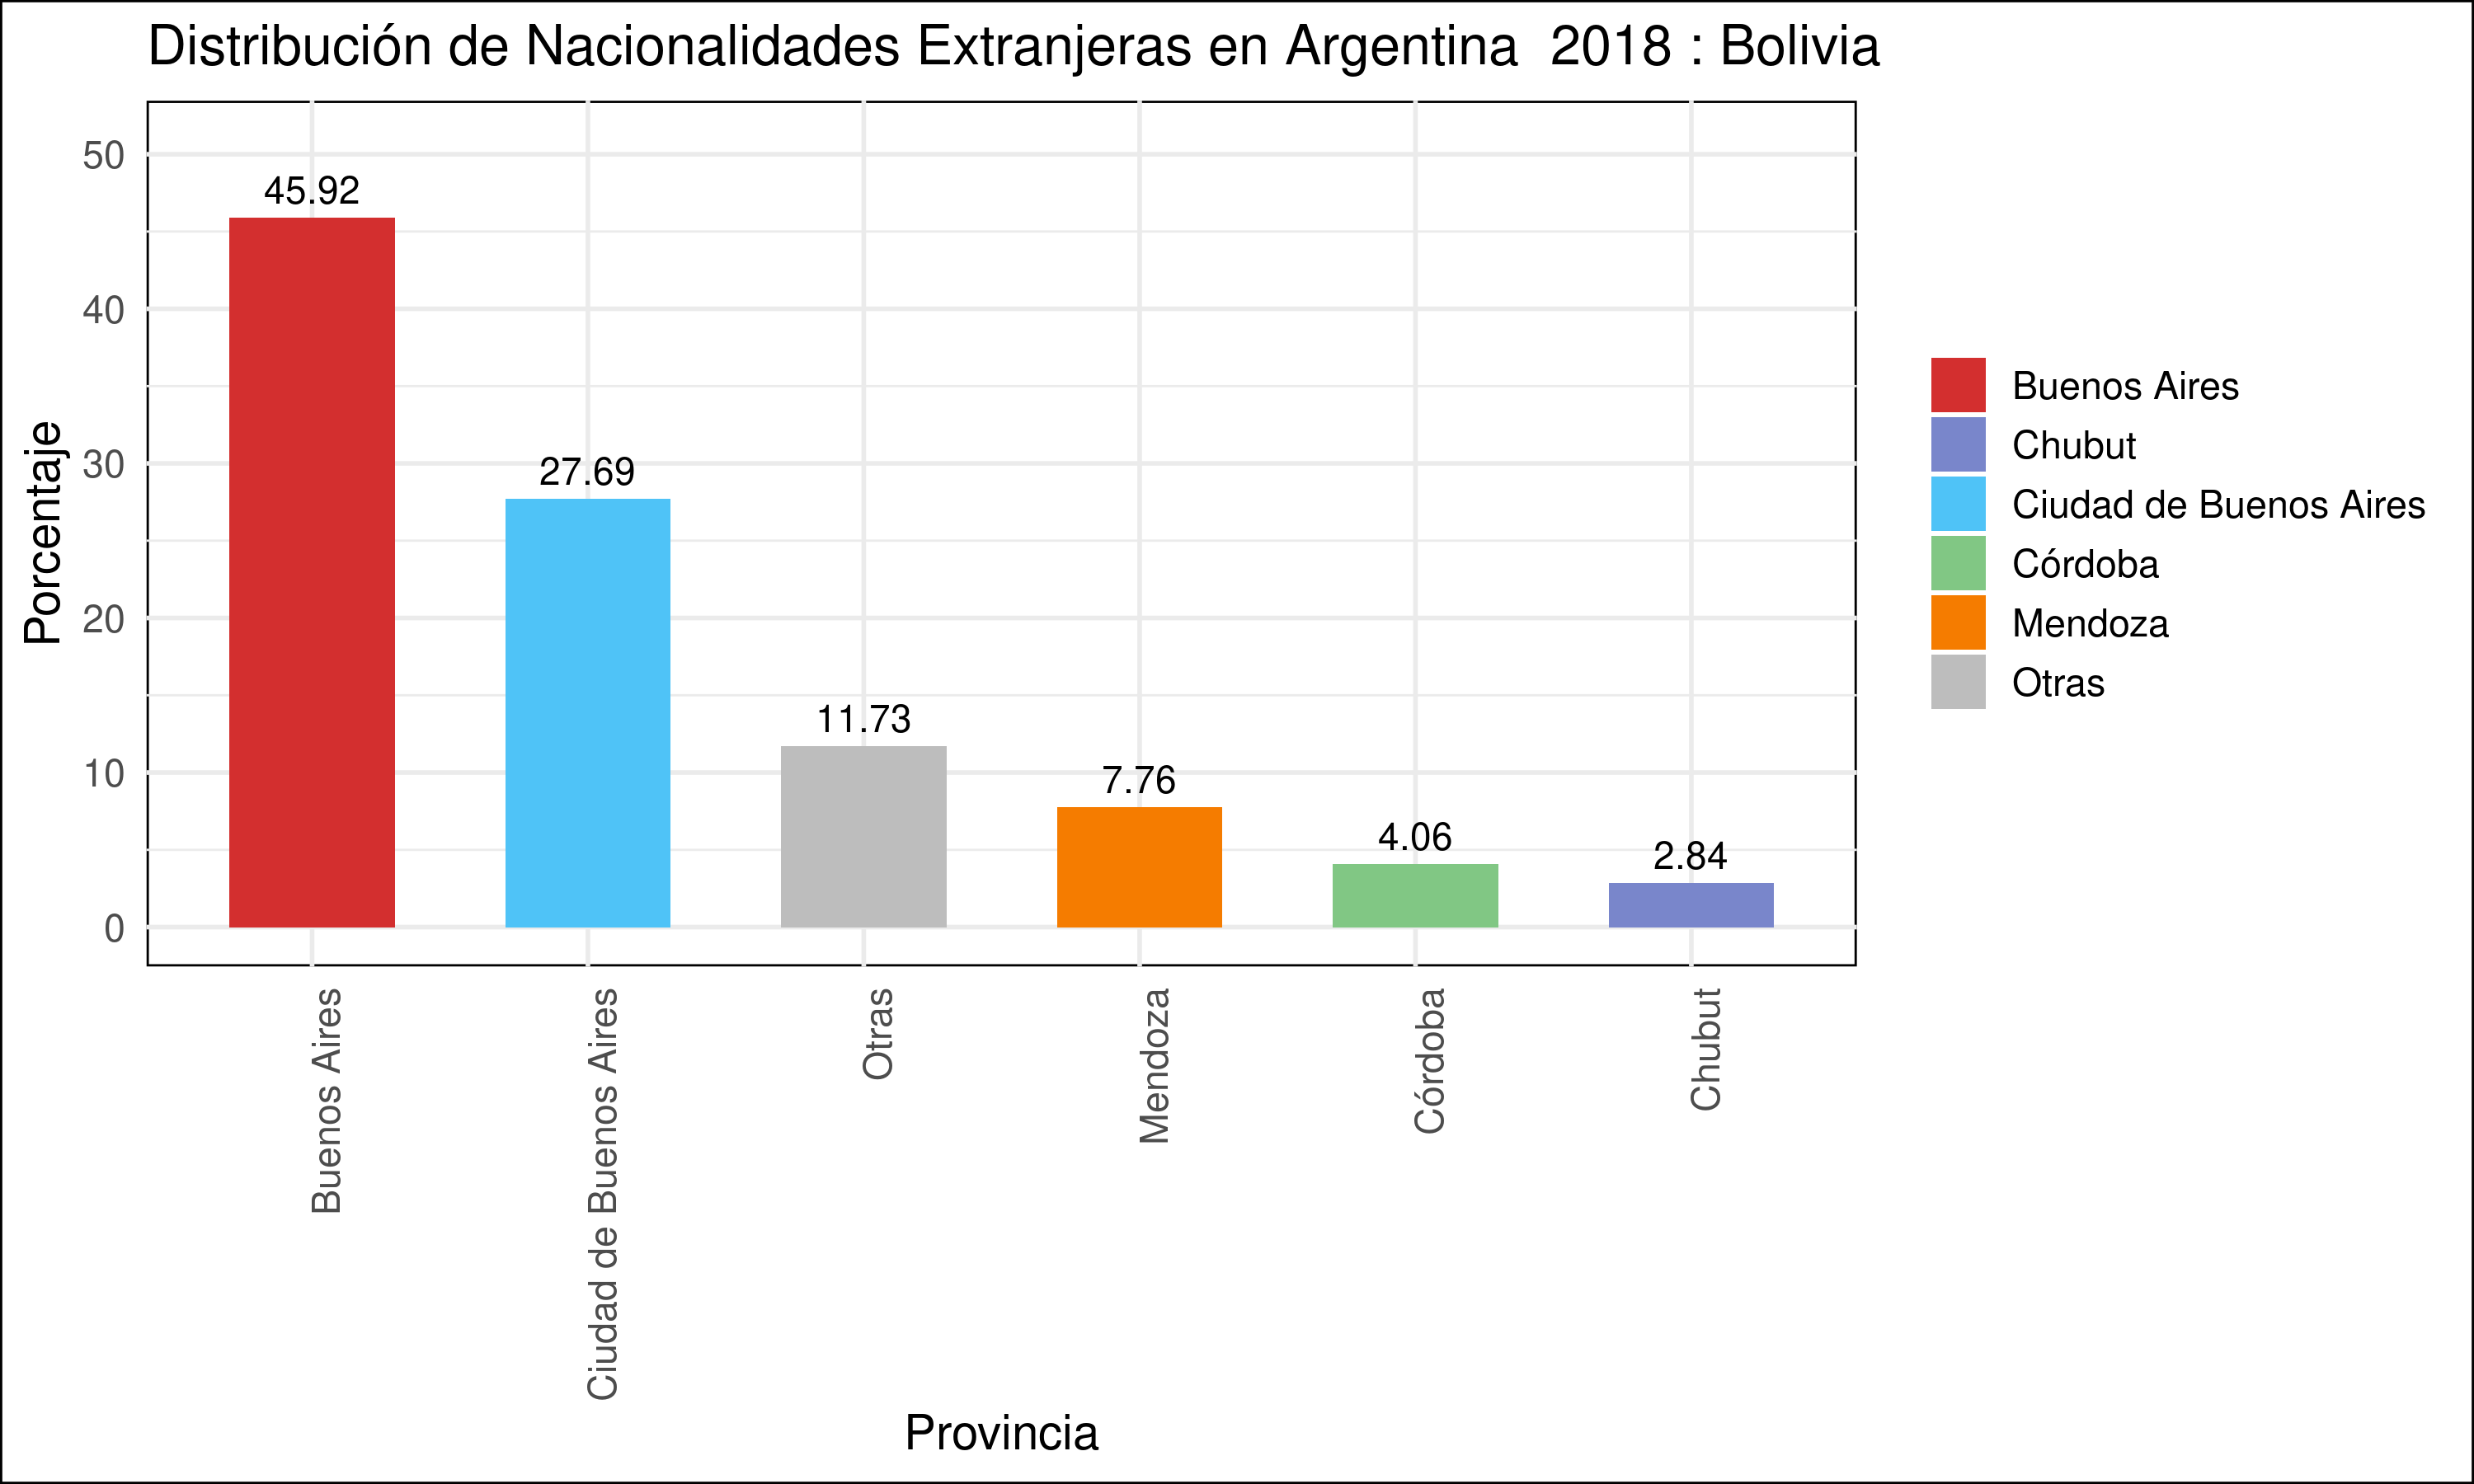 Distribución de Nacionalidades Extranjeras en Argentina  2018 : Bolivia
Porcentaje
50
40
30
20
10
0
45.92
27.69
11.73
7.76
4.06
2.84
Buenos Aires
Ciudad de Buenos Aires
Otras
Mendoza
Córdoba
Chubut
Provincia
Buenos Aires
Chubut
Ciudad de Buenos Aires
Córdoba
Mendoza
Otras